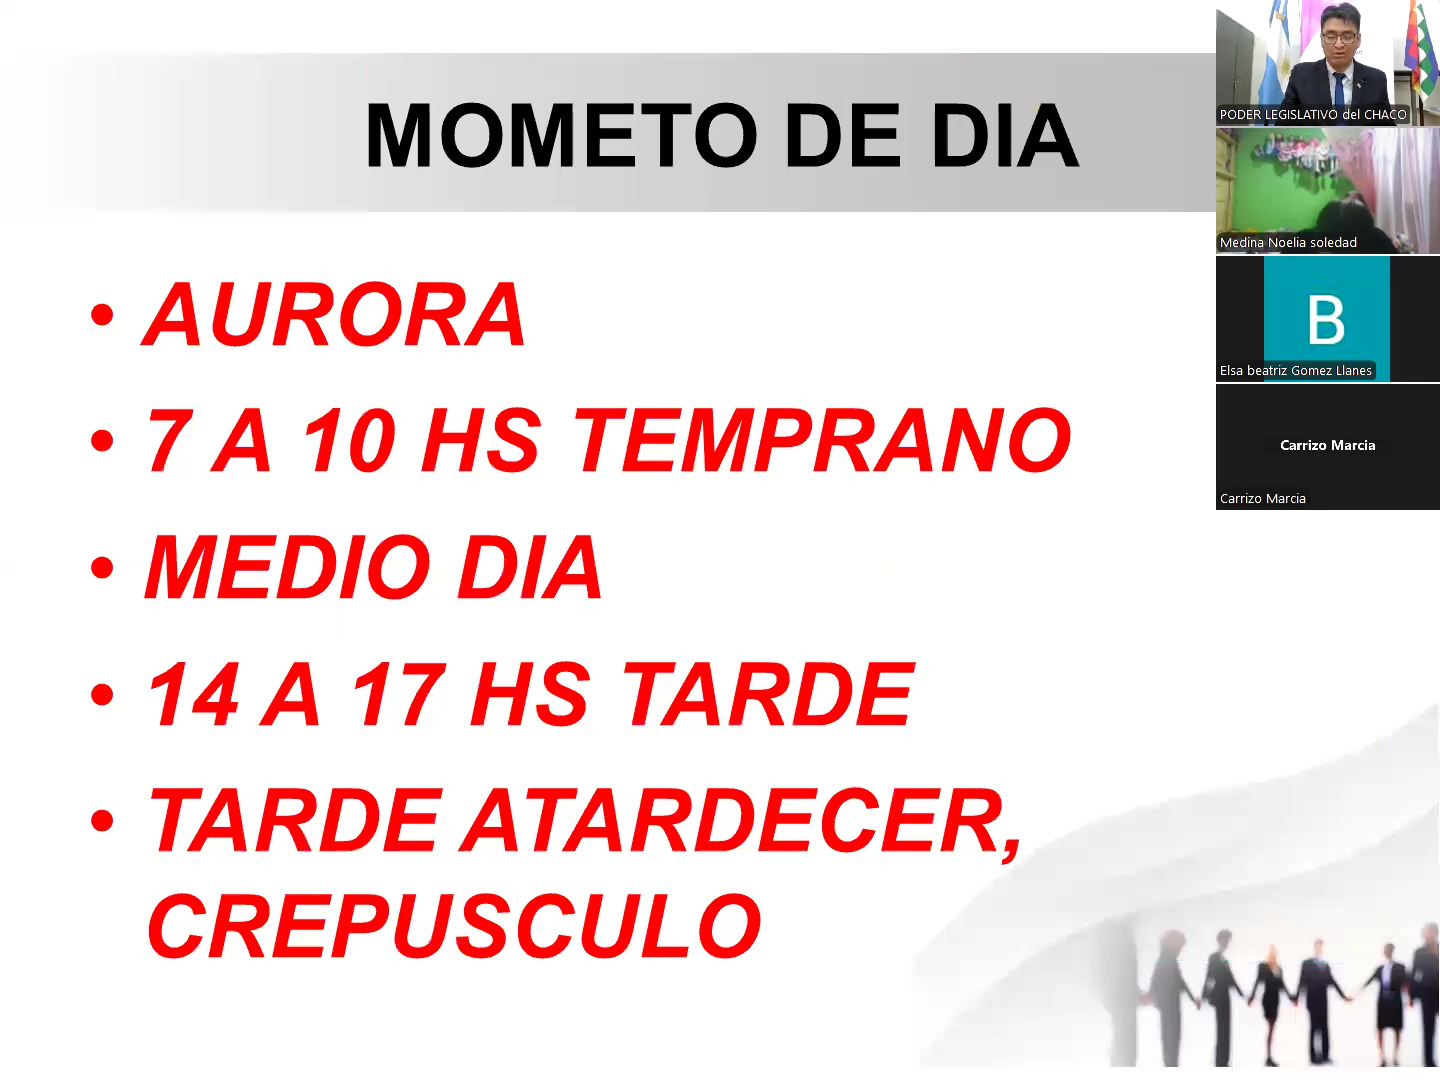 MOMETO DE DIA
• AURORA
• 7 A 10 HS TEMPRANO
• MEDIO DIA
• 14 A 17 HS TARDE
• TARDE ATARDECER,
CREPUSCULO
PODER LEGISLATIVO del CHACO
Medina Noelia soledad
B
Elsa beatriz Gomez Llanes
Carrizo Marcia
Carrizo Marcia